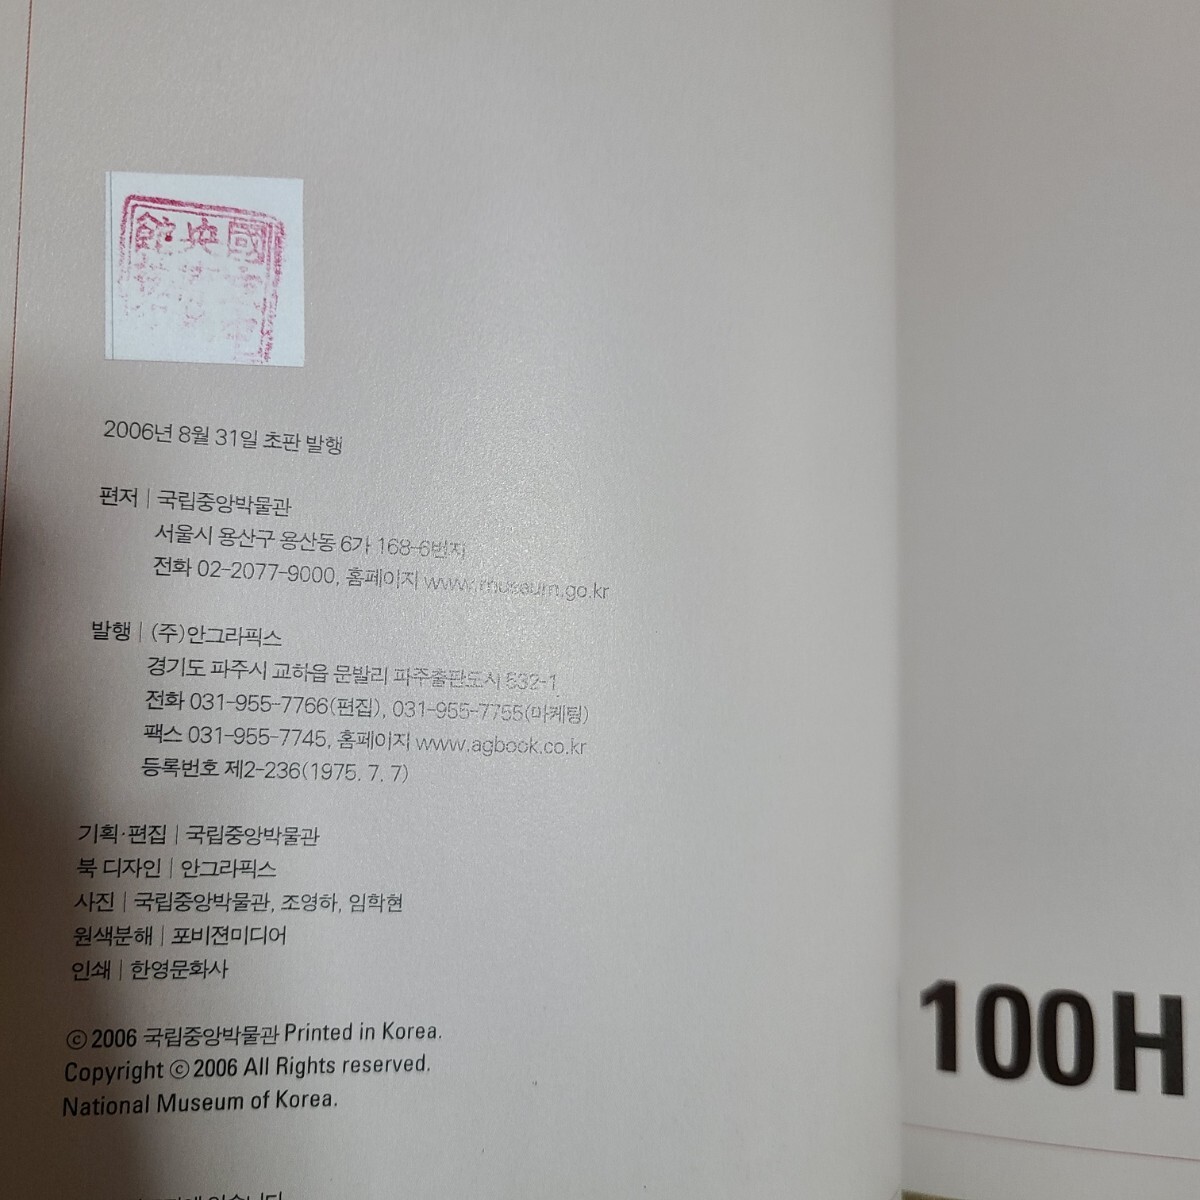 館 央 國
2006년 8월 31일 초판 발행
편저 | 국립중앙박물관
서울시 용산구 용산동 6가 168-6번지
전화 02-2077-9000, 홈페이지 www.museum.go.kr
발행 | (주)안그라픽스
경기도 파주시 교하읍 문발리 파주출판도시 532-1
전화 031-955-7766(편집), 031-955-7755(마케팅)
팩스 031-955-7745, 홈페이지 www.agbook.co.kr
등록번호 제2-236(1975. 7. 7)
기획·편집 | 국립중앙박물관
북 디자인 | 안그라픽스
사진 | 국립중앙박물관, 조영하, 임학현
원색분해 | 포비젼미디어
인쇄 | 한영문화사
ⓒ 2006 국립중앙박물관 Printed in Korea.
Copyright ⓒ 2006 All Rights reserved.
National Museum of Korea.
있습니다
100 H